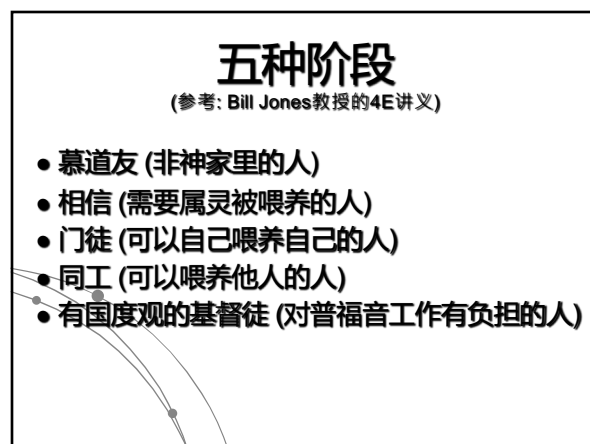 五种阶段
(参考: Bill Jones教授的4E讲义)
● 慕道友 (非神家里的人)
● 相信 (需要属灵被喂养的人)
● 门徒 (可以自己喂养自己的人)
● 同工 (可以喂养他人的人)
● 有国度观的基督徒 (对普福音工作有负担的人)